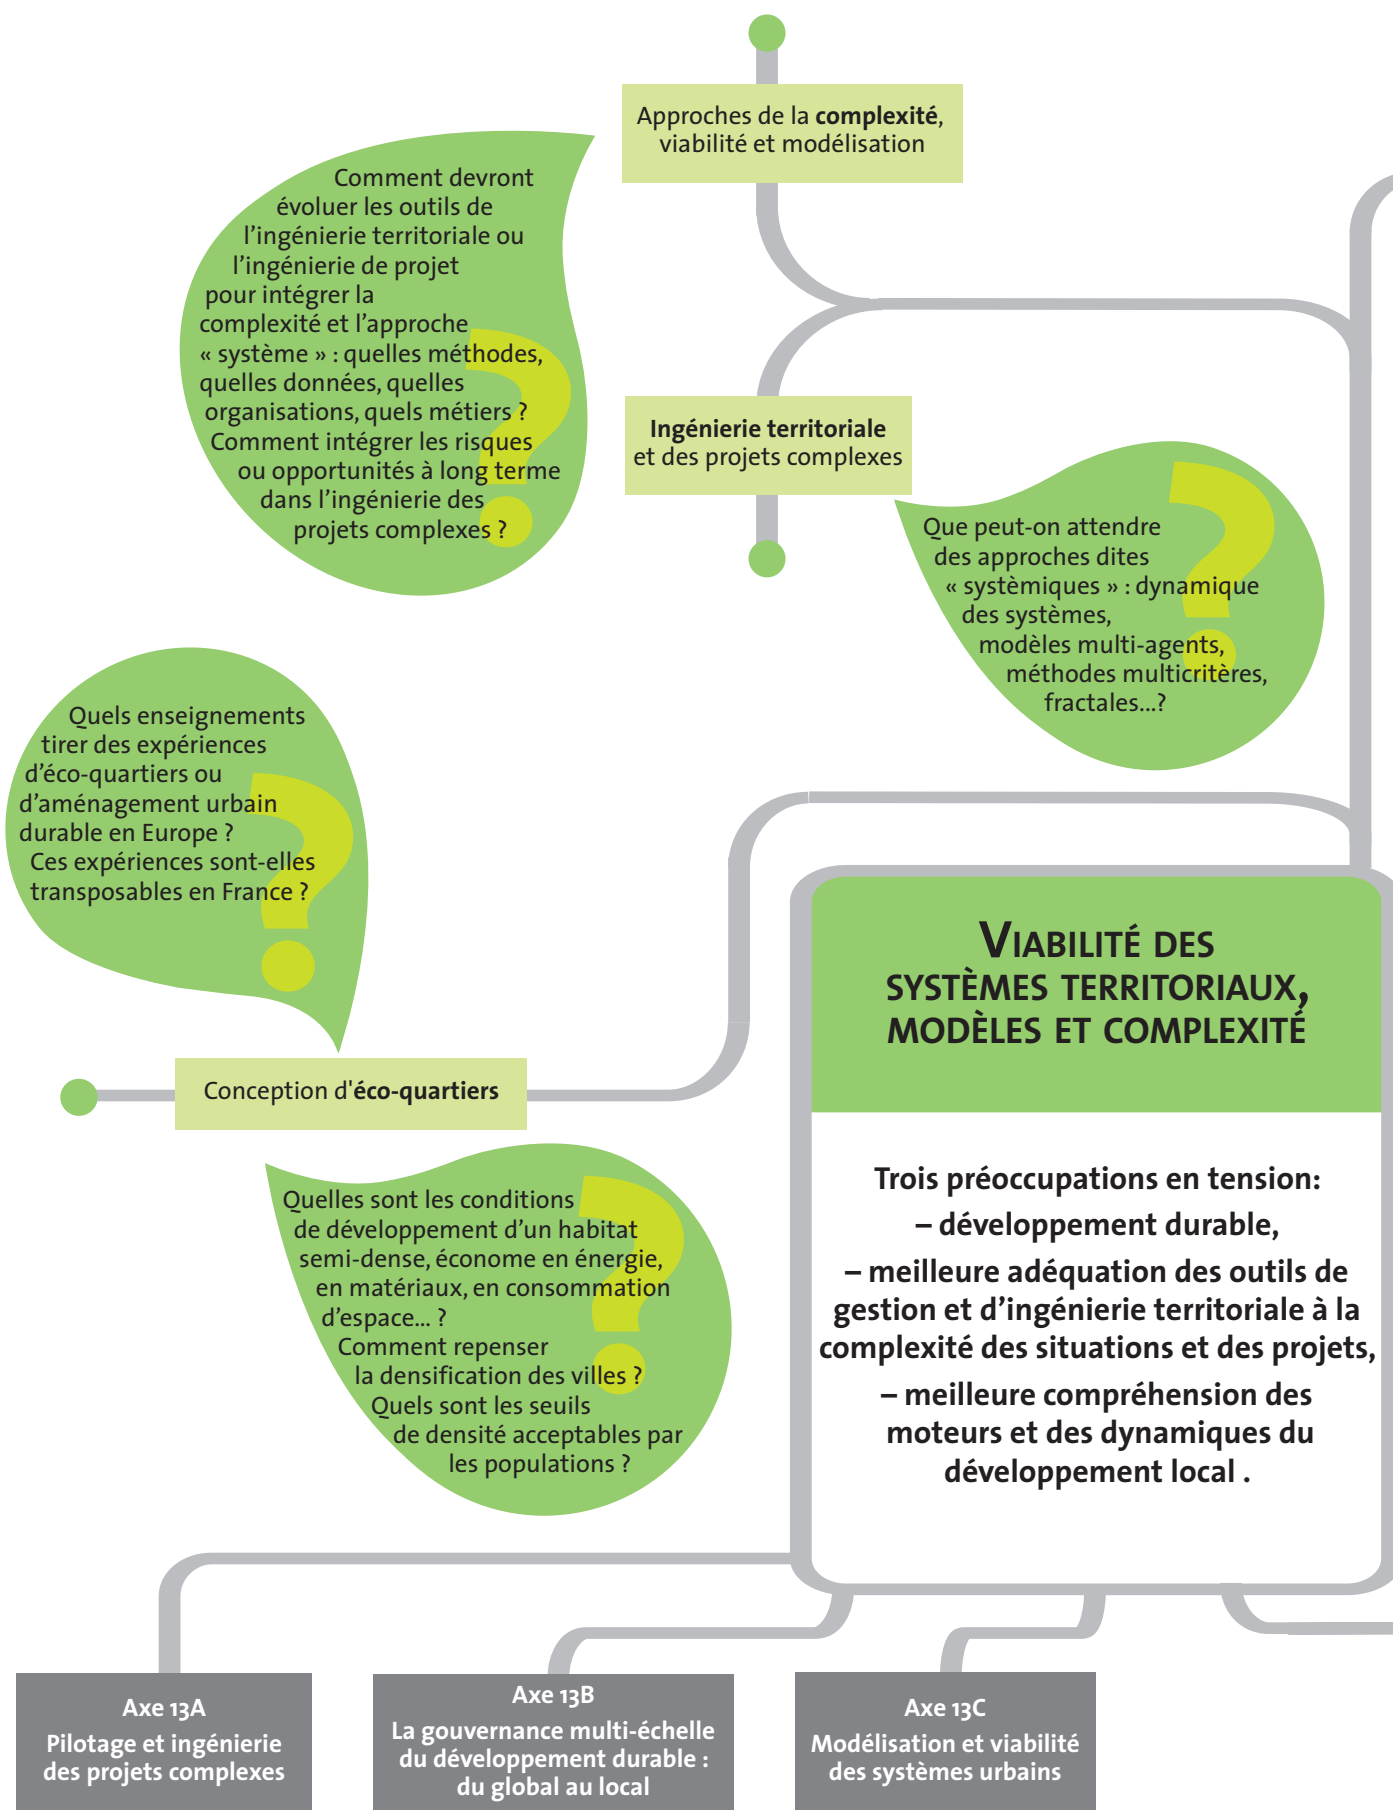 Approches de la complexité,
viabilité et modélisation
Comment devront
évoluer les outils de
l'ingénierie territoriale ou
l'ingénierie de projet
pour intégrer la
complexité et l'approche
« système » : quelles méthodes,
quelles données, quelles
organisations, quels métiers ?
Comment intégrer les risques
ou opportunités à long terme
dans l'ingénierie des
projets complexes ?
?
Ingénierie territoriale
et des projets complexes
Que peut-on attendre
des approches dites
« systèmiques » : dynamique
des systèmes,
modèles multi-agents,
méthodes multicritères,
fractales...?
?
Quels enseignements
tirer des expériences
d'éco-quartiers ou
d'aménagement urbain
durable en Europe ?
Ces expériences sont-elles
transposables en France ?
?
Conception d'éco-quartiers
Quelles sont les conditions
de développement d'un habitat
semi-dense, économe en énergie,
en matériaux, en consommation
d'espace... ?
Comment repenser
la densification des villes ?
Quels sont les seuils
de densité acceptables par
les populations ?
?
VIABILITÉ DES
SYSTÈMES TERRITORIAUX,
MODÈLES ET COMPLEXITÉ
Trois préoccupations en tension:
– développement durable,
– meilleure adéquation des outils de
gestion et d'ingénierie territoriale à la
complexité des situations et des projets,
– meilleure compréhension des
moteurs et des dynamiques du
développement local .
Axe 13A
Pilotage et ingénierie
des projets complexes
Axe 13B
La gouvernance multi-échelle
du développement durable :
du global au local
Axe 13C
Modélisation et viabilité
des systèmes urbains